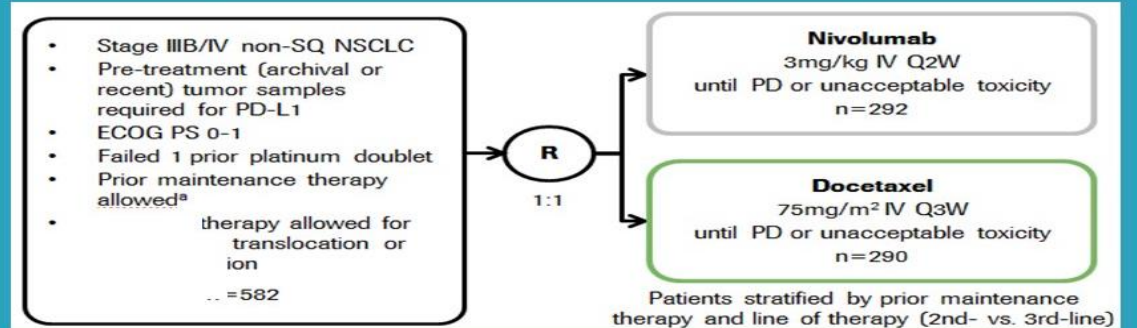 • Stage IIIB/IV non-SQ NSCLC
• Pre-treatment (archival or
recent) tumor samples
required for PD-L1
• ECOG PS 0-1
• Failed 1 prior platinum doublet
• Prior maintenance therapy
allowedᵃ
• therapy allowed for
translocation or
ion
=582
R
1:1
Nivolumab
3mg/kg IV Q2W
until PD or unacceptable toxicity
n=292
Docetaxel
75mg/m² IV Q3W
until PD or unacceptable toxicity
n=290
Patients stratified by prior maintenance
therapy and line of therapy (2nd- vs. 3rd-line)